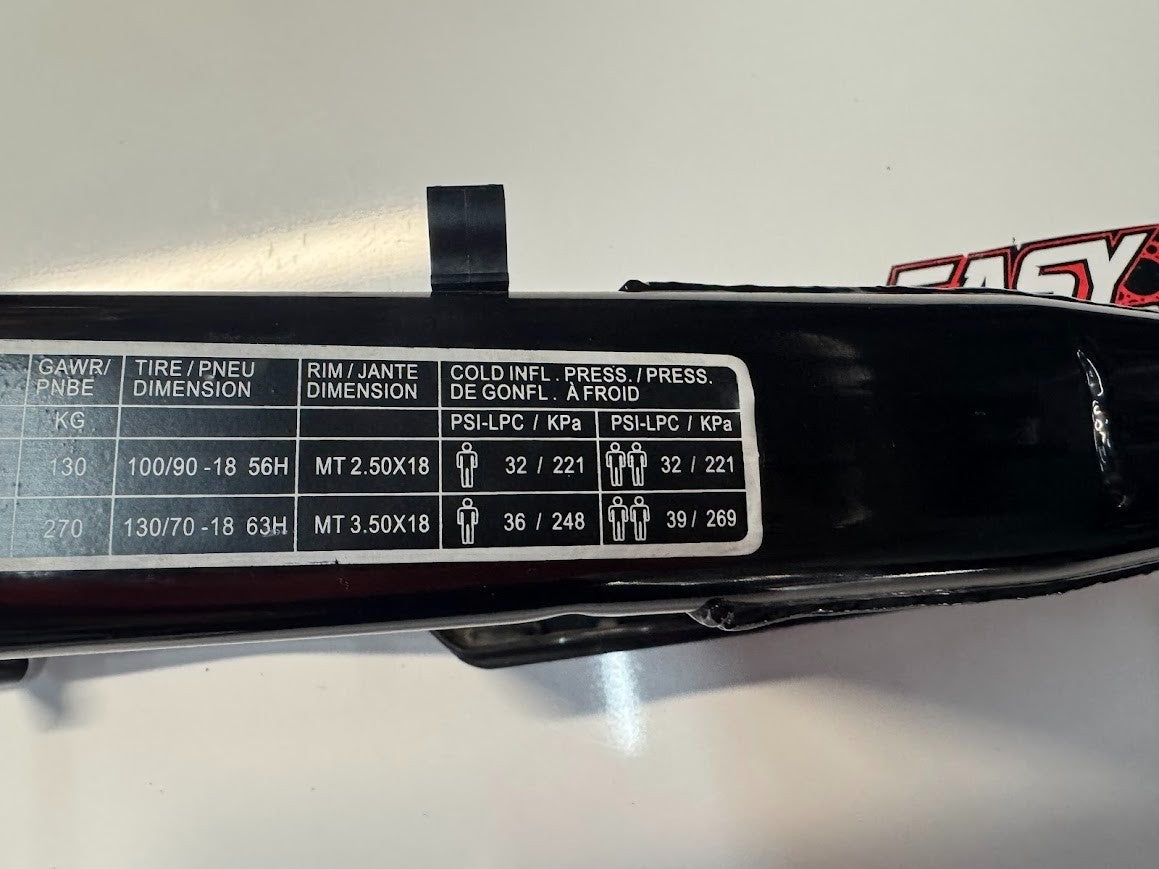 EASY
GAWR/ TIRE / PNEU RIM / JANTE COLD INFL . PRESS. / PRESS.
PNBE DIMENSION DIMENSION DE GONFL . À FROID
KG PSI-LPC / KPa PSI-LPC / KPa
130 100/90 -18 56H MT 2.50X18 32 / 221 32 / 221
270 130/70 -18 63H MT 3.50X18 36 / 248 39 / 269